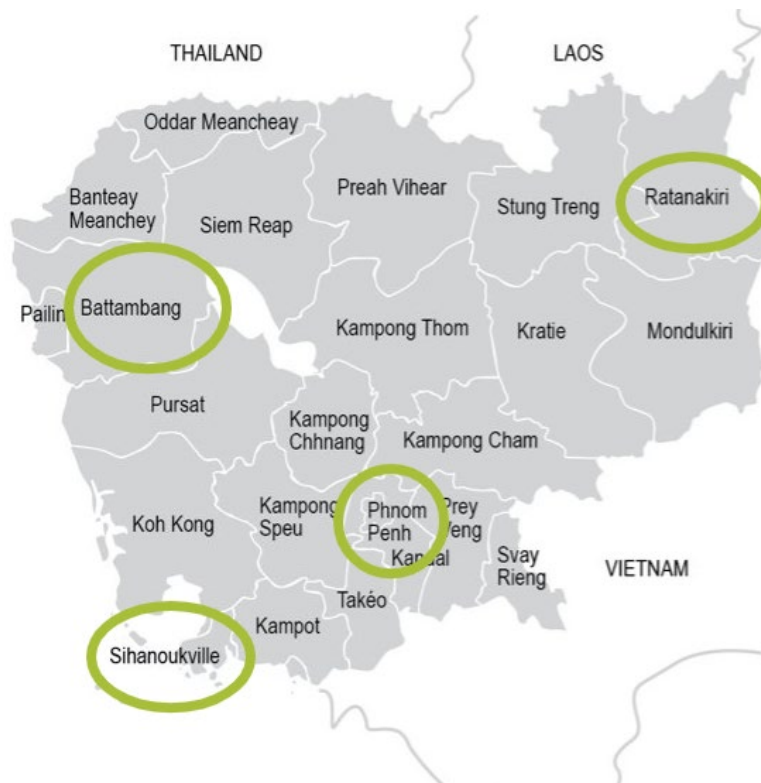 THAILAND
LAOS
Oddar Meancheay
Preah Vihear
Banteay
Meanchey
Siem Reap
Stung Treng
Ratanakiri
Pailin
Battambang
Kampong Thom
Kratie
Mondulkiri
Pursat
Kampong
Chhnang
Kampong Cham
Koh Kong
Kampong
Speu
Phnom
Penh
Prey
Veng
Kandal
Svay
Rieng
VIETNAM
Takéo
Kampot
Sihanoukville